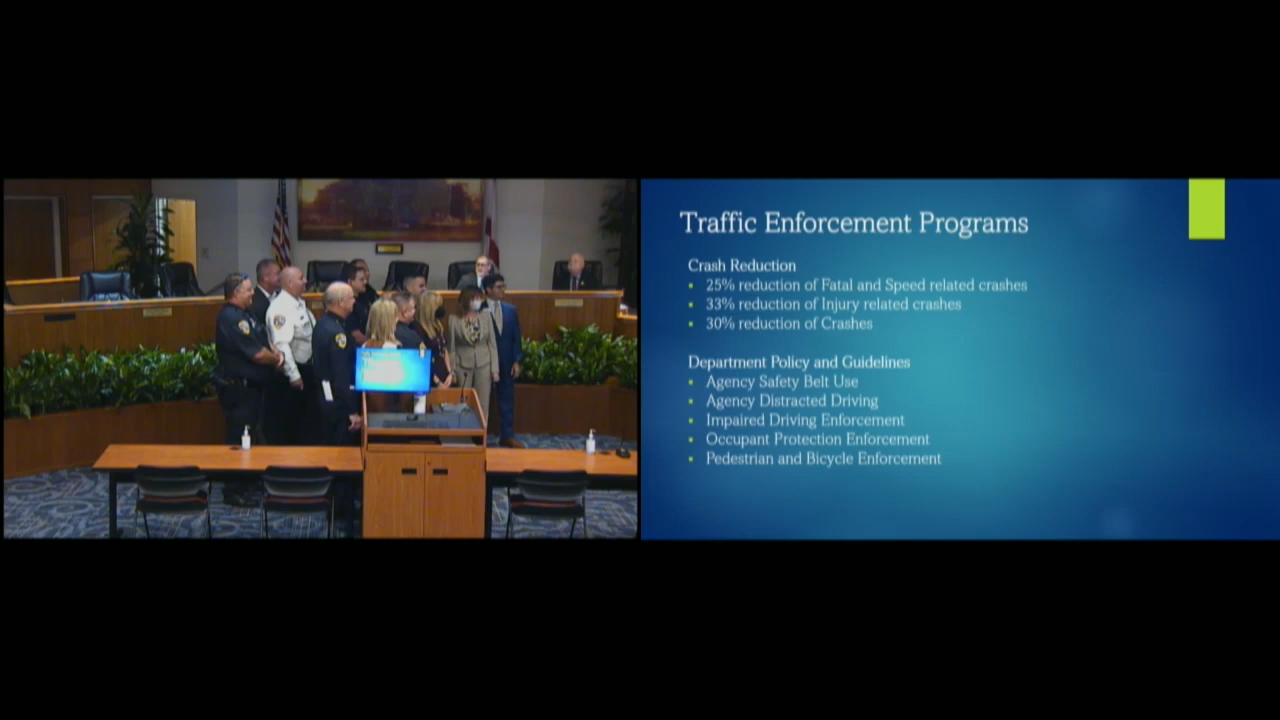 Traffic Enforcement Programs
Crash Reduction
25% reduction of Fatal and Speed related crashes
33% reduction of Injury related crashes
30% reduction of Crashes
Department Policy and Guidelines
Agency Safety Belt Use
Agency Distracted Driving
Impaired Driving Enforcement
Occupant Protection Enforcement
Pedestrian and Bicycle Enforcement